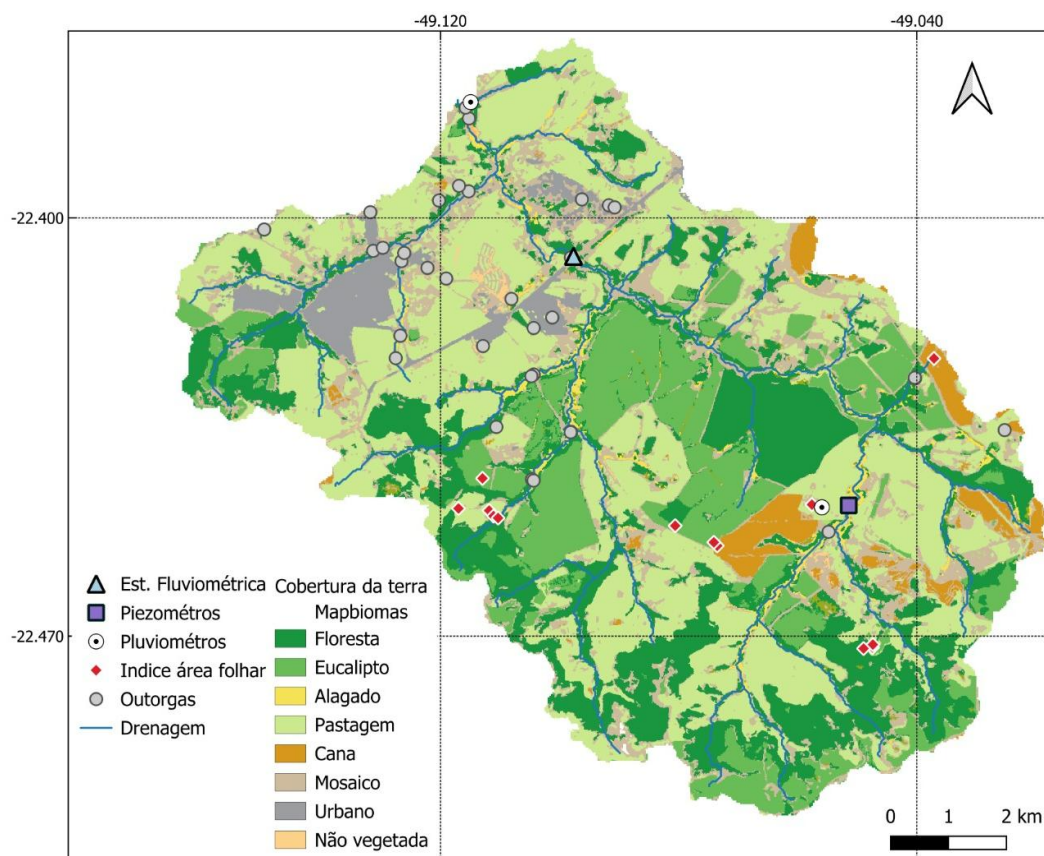 -49.120
-49.040
-22.400
-22.470
Est. Fluviométrica
Piezométros
Pluviométros
Indice área folhar
Outorgas
Drenagem
Cobertura da terra
Mapbiomas
Floresta
Eucalipto
Alagado
Pastagem
Cana
Mosaico
Urbano
Não vegetada
0 1 2 km